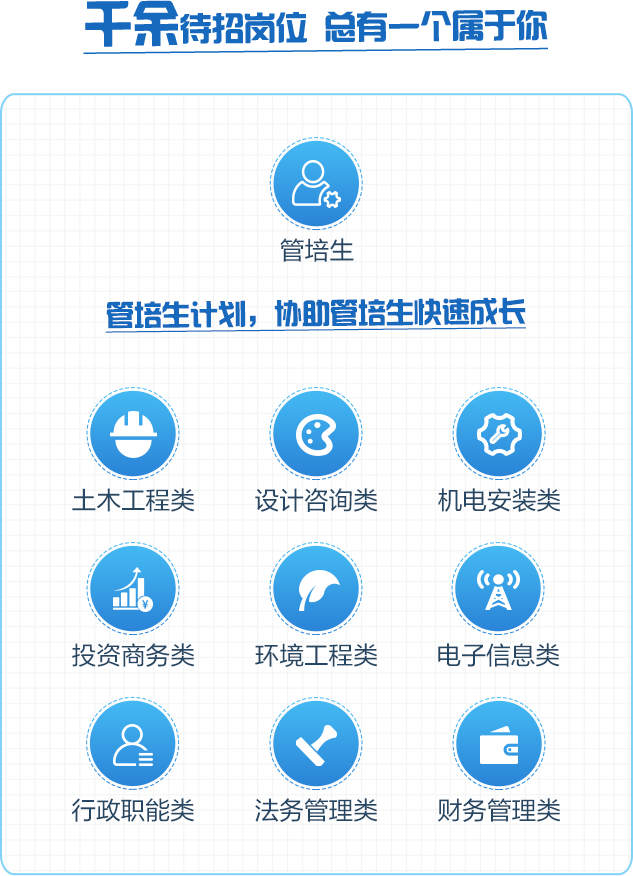 千余待招岗位 总有一个属于你
管培生
管培生计划，协助管培生快速成长
土木工程类 设计咨询类 机电安装类
¥
投资商务类 环境工程类 电子信息类
行政职能类 法务管理类 财务管理类